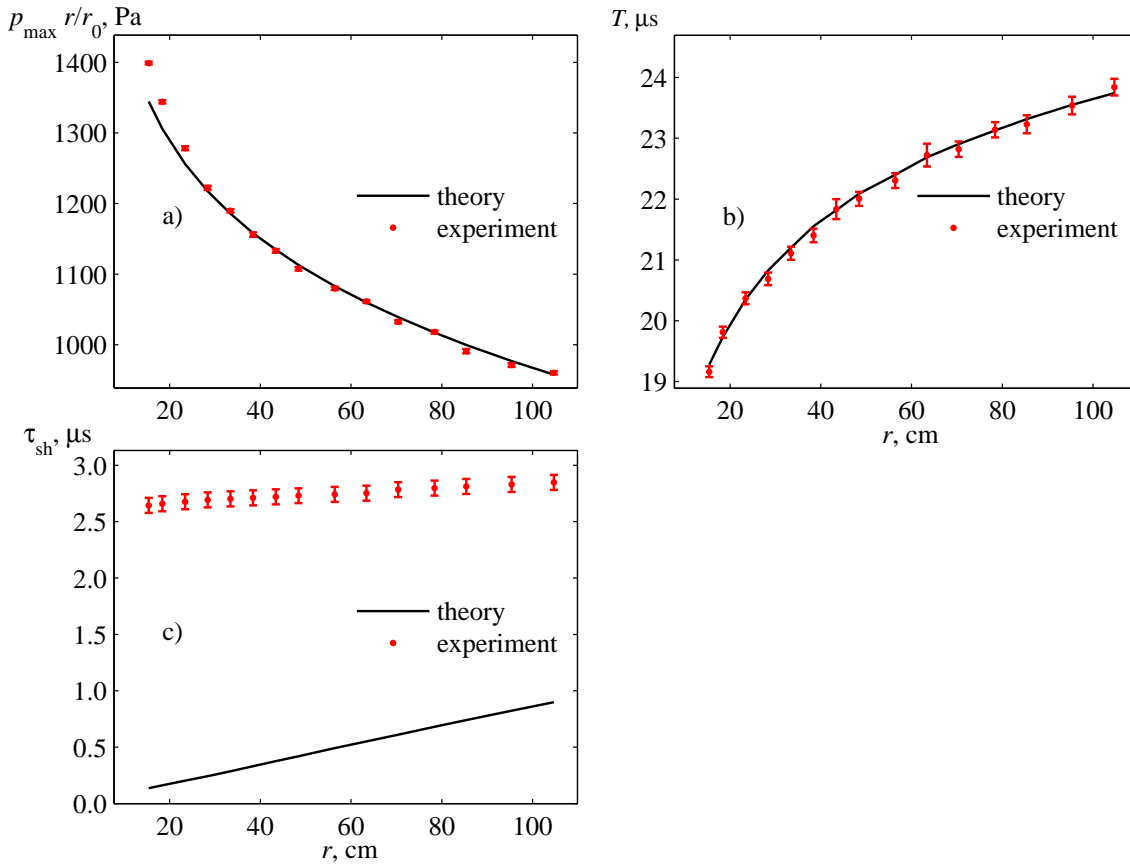 p_max r/r_0, Pa
1400
1300
1200
1100
1000
20 40 60 80 100
theory
experiment
a)
T, μs
24
23
22
21
20
19
20 40 60 80 100
r, cm
theory
experiment
b)
τ_sh, μs
3.0
2.5
2.0
1.5
1.0
0.5
0.0
20 40 60 80 100
r, cm
theory
experiment
c)